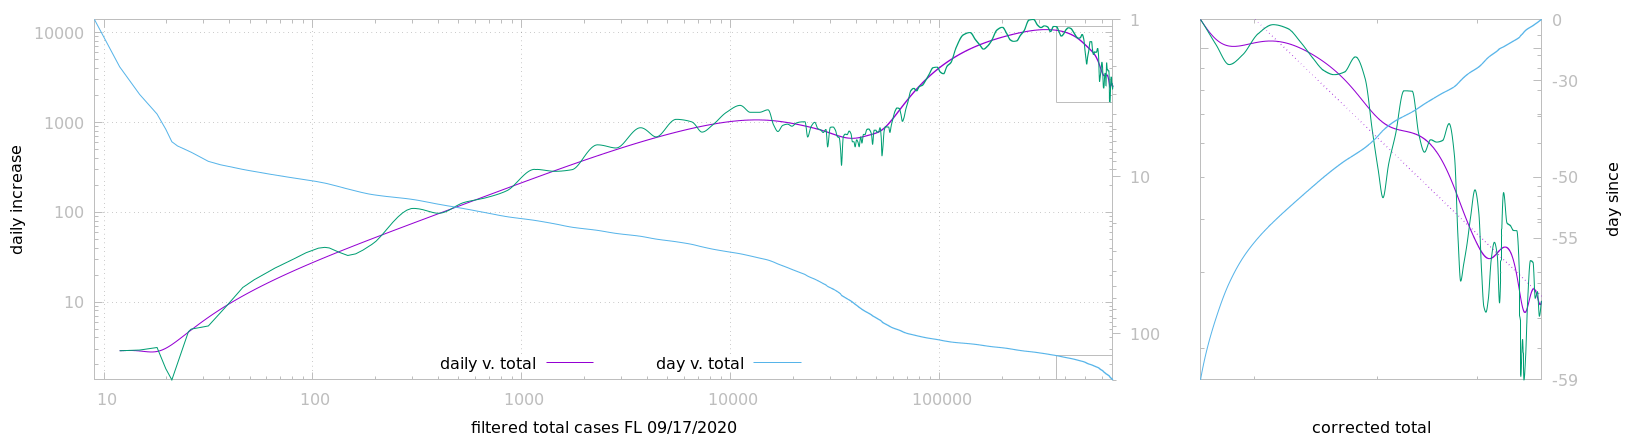 daily increase
10000
1000
100
10
10
100
1000
10000
100000
filtered total cases FL 09/17/2020
daily v. total
day v. total
1
10
100
0
-30
-50
-55
-59
day since
corrected total